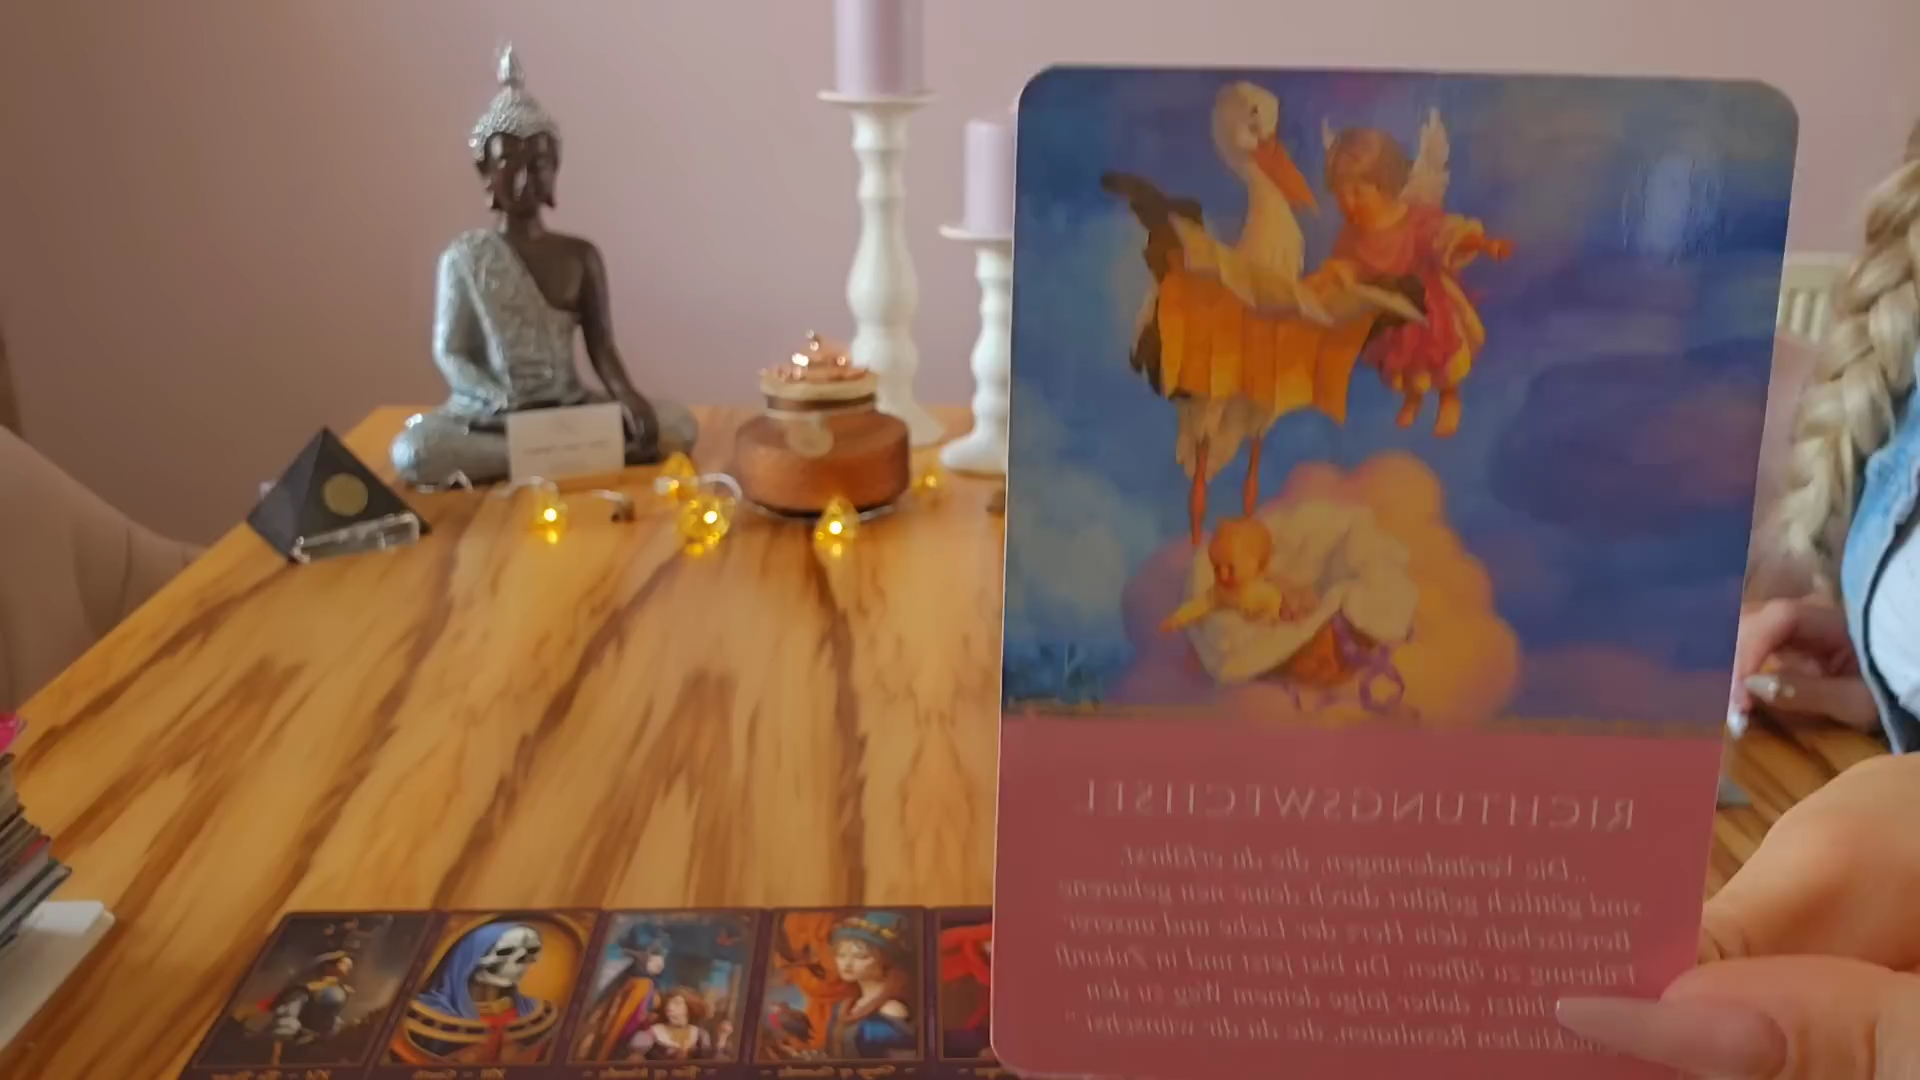 RICHTUNGSWECHSEL
„Die Veränderungen, die du erfährst,
sind göttlich geführt durch deine neu geborene
Bereitschaft, dein Herz der Liebe und unserer
Führung zu öffnen. Du bist jetzt und in Zukunft
daher folge deinem Weg zu den
Resultaten, die du dir wünschst."